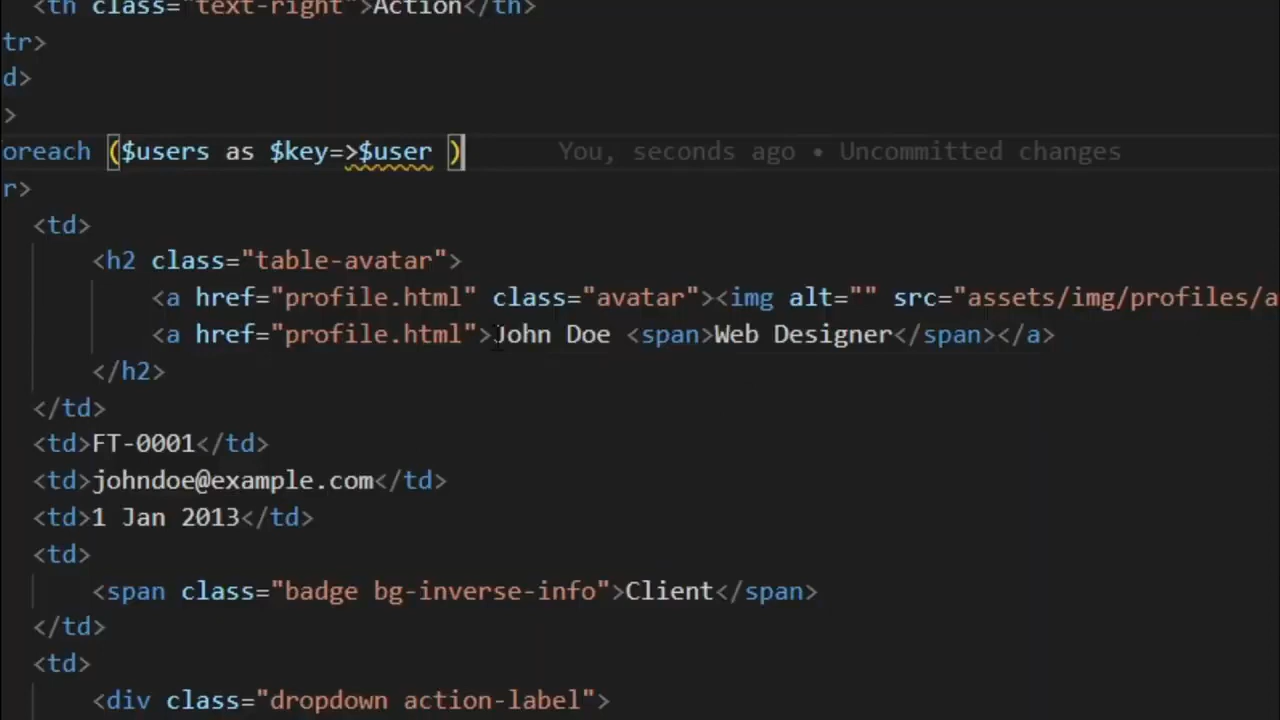 <th class="text-right">Action</th>
tr>
d>
>
oreach ($users as $key=>$user ) You, seconds ago • Uncommitted changes
r>
<td>
<h2 class="table-avatar">
<a href="profile.html" class="avatar"><img alt="" src="assets/img/profiles/a
<a href="profile.html">John Doe <span>Web Designer</span></a>
</h2>
</td>
<td>FT-0001</td>
<td>johndoe@example.com</td>
<td>1 Jan 2013</td>
<td>
<span class="badge bg-inverse-info">Client</span>
</td>
<td>
<div class="dropdown action-label">